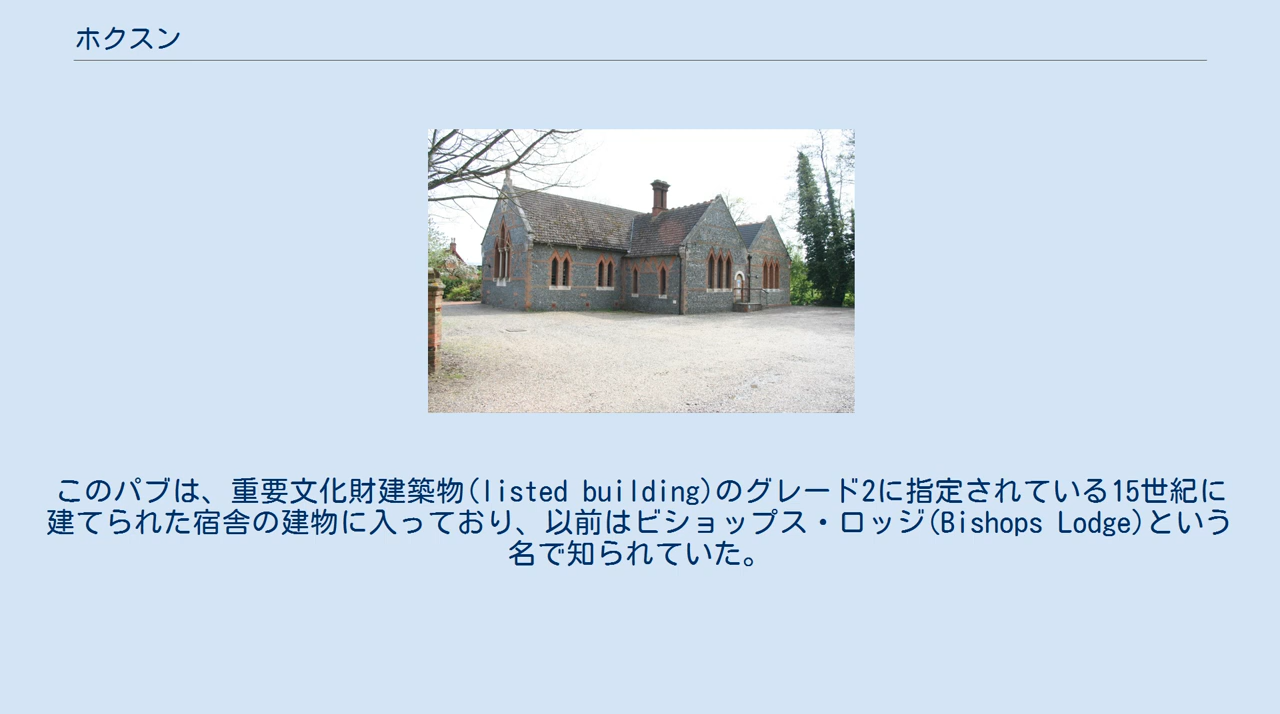 ホクスン
このパブは、重要文化財建築物(listed building)のグレード2に指定されている15世紀に
建てられた宿舎の建物に入っており、以前はビショップス・ロッジ(Bishops Lodge)という
名で知られていた。